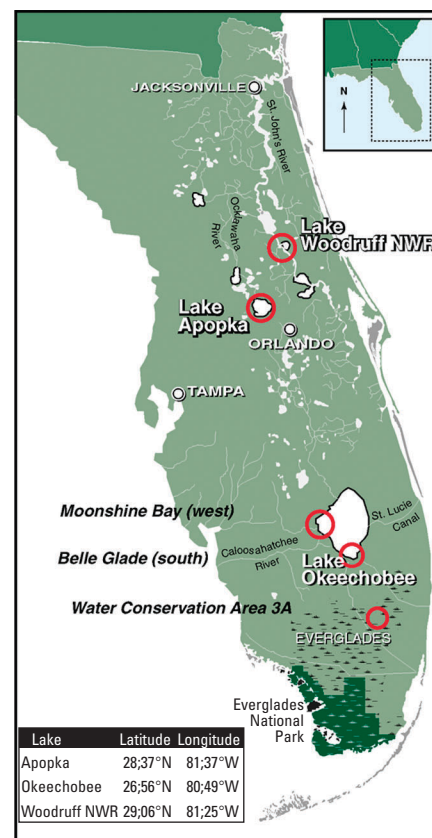 N
JACKSONVILLE
St. John's River
Ocklawaha
River
Lake
Woodruff NWR
Lake
Apopka
ORLANDO
TAMPA
Moonshine Bay (west)
St. Lucie
Canal
Belle Glade (south)
Caloosahatchee
River
Lake
Okeechobee
Water Conservation Area 3A
EVERGLADES
Everglades
National
Park
Lake Latitude Longitude
Apopka 28;37°N 81;37°W
Okeechobee 26;56°N 80;49°W
Woodruff NWR 29;06°N 81;25°W